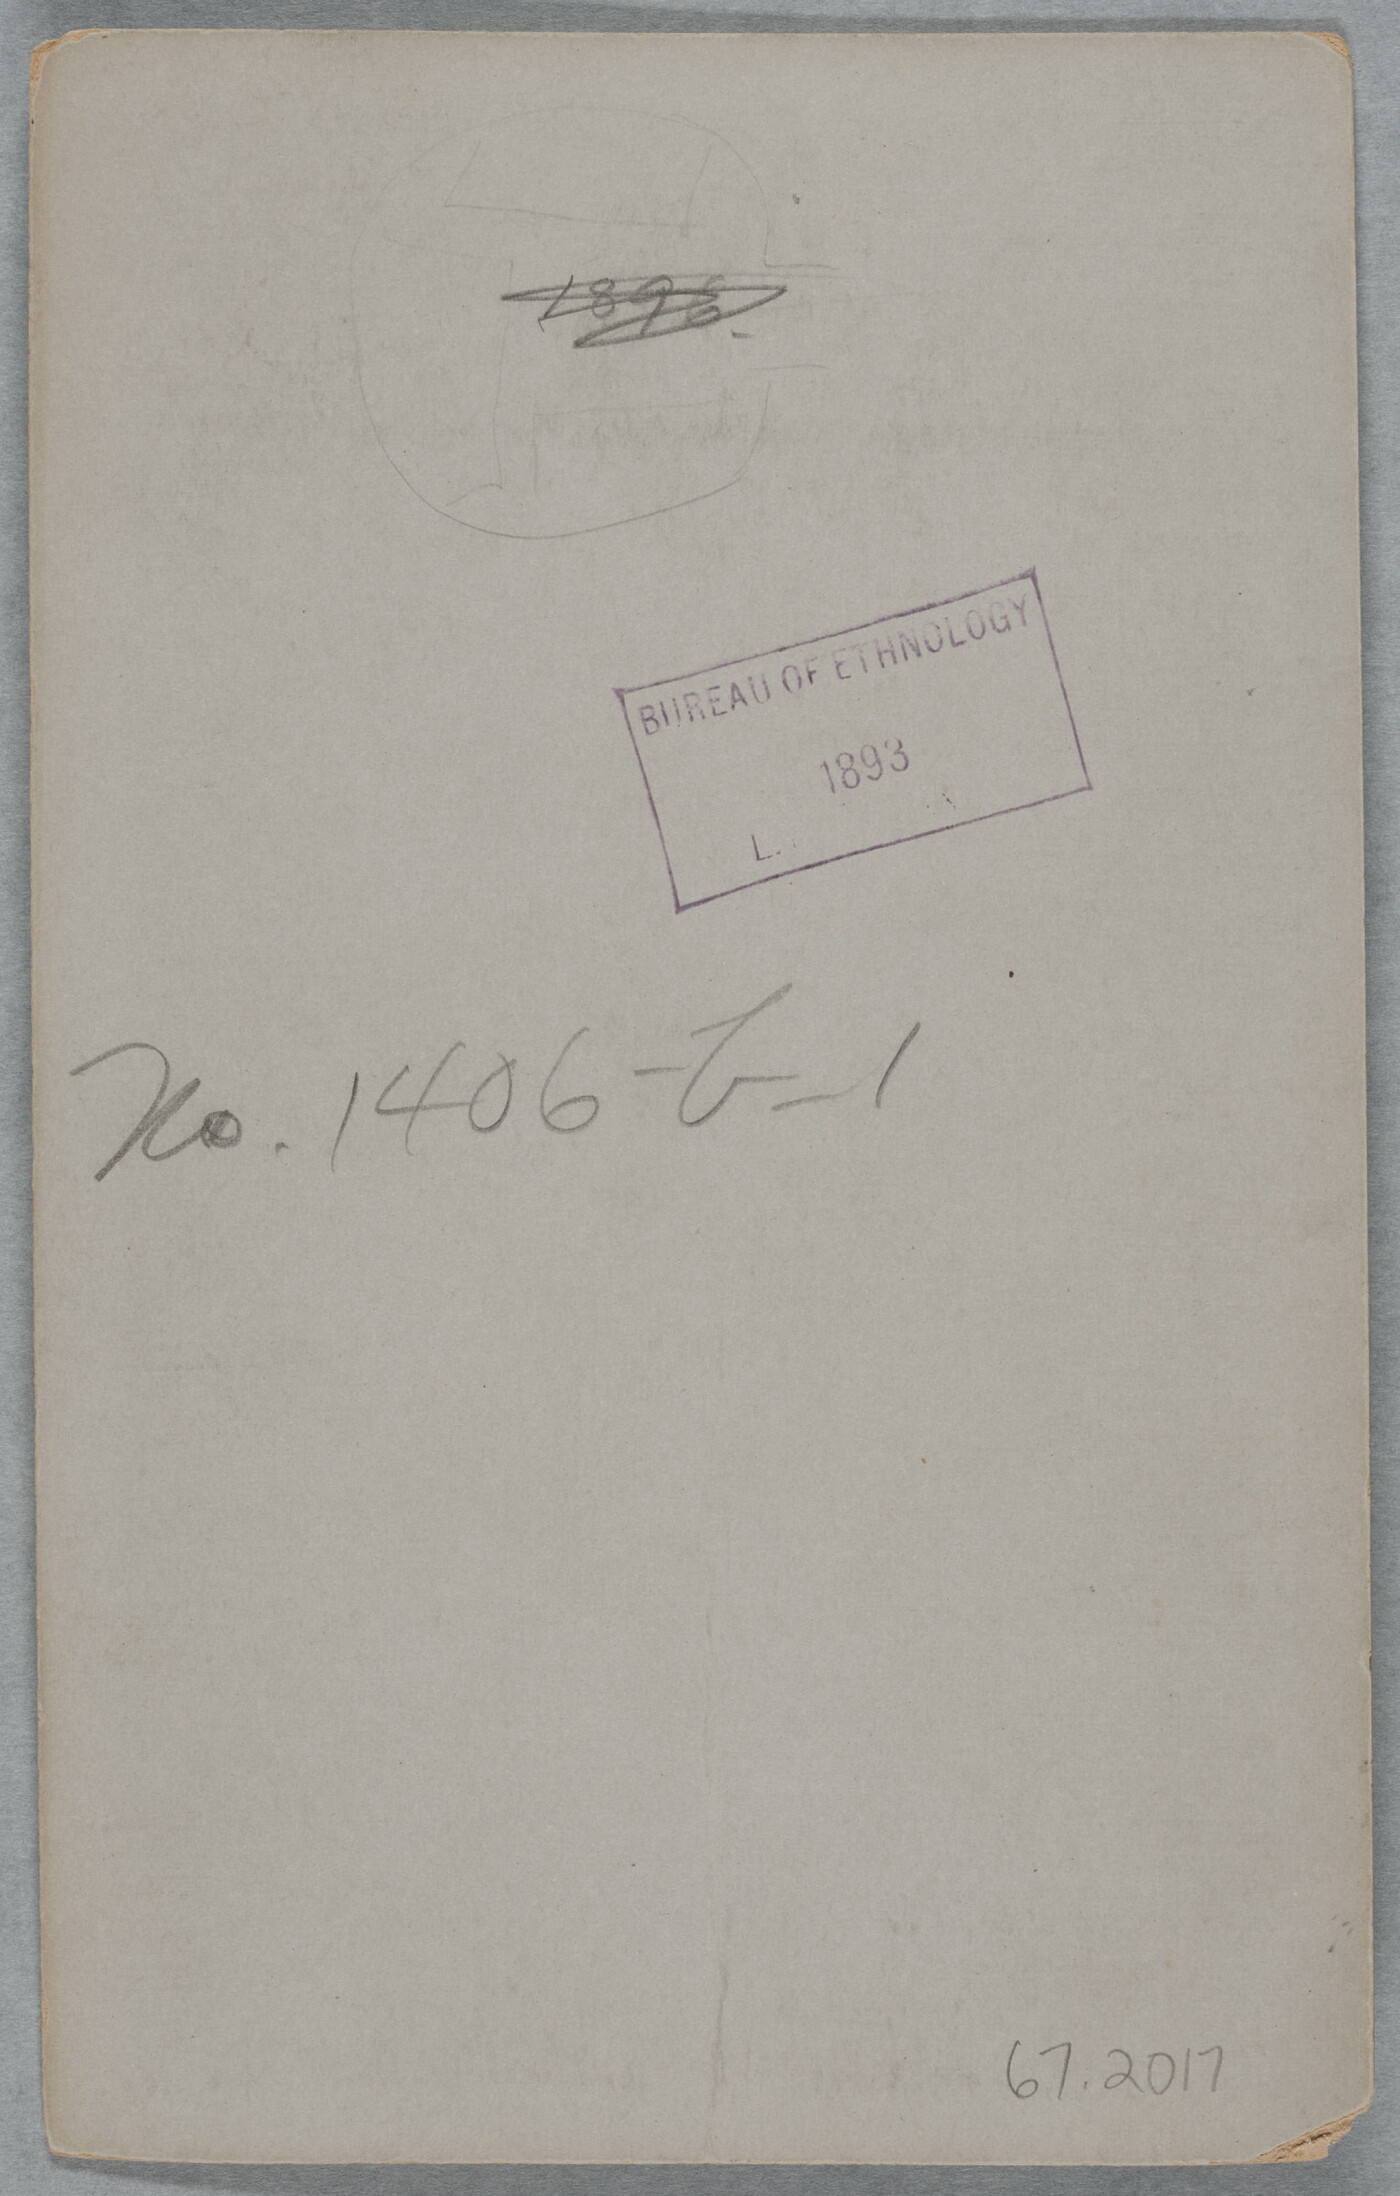 1896
BUREAU OF ETHNOLOGY
1893
L.
No. 1406-b-1
67.2017